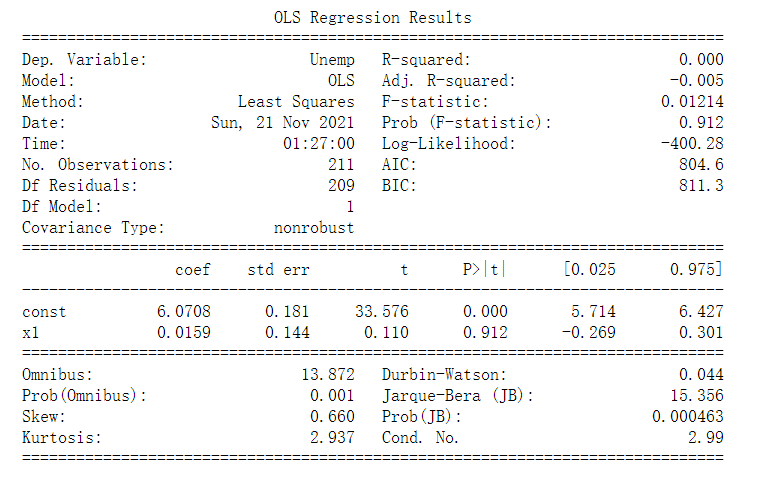 OLS Regression Results
==============================================================================
Dep. Variable: Unemp R-squared: 0.000
Model: OLS Adj. R-squared: -0.005
Method: Least Squares F-statistic: 0.01214
Date: Sun, 21 Nov 2021 Prob (F-statistic): 0.912
Time: 01:27:00 Log-Likelihood: -400.28
No. Observations: 211 AIC: 804.6
Df Residuals: 209 BIC: 811.3
Df Model: 1
Covariance Type: nonrobust
==============================================================================
coef std err t P>|t| [0.025 0.975]
------------------------------------------------------------------------------
const 6.0708 0.181 33.576 0.000 5.714 6.427
x1 0.0159 0.144 0.110 0.912 -0.269 0.301
==============================================================================
Omnibus: 13.872 Durbin-Watson: 0.044
Prob(Omnibus): 0.001 Jarque-Bera (JB): 15.356
Skew: 0.660 Prob(JB): 0.000463
Kurtosis: 2.937 Cond. No. 2.99
==============================================================================